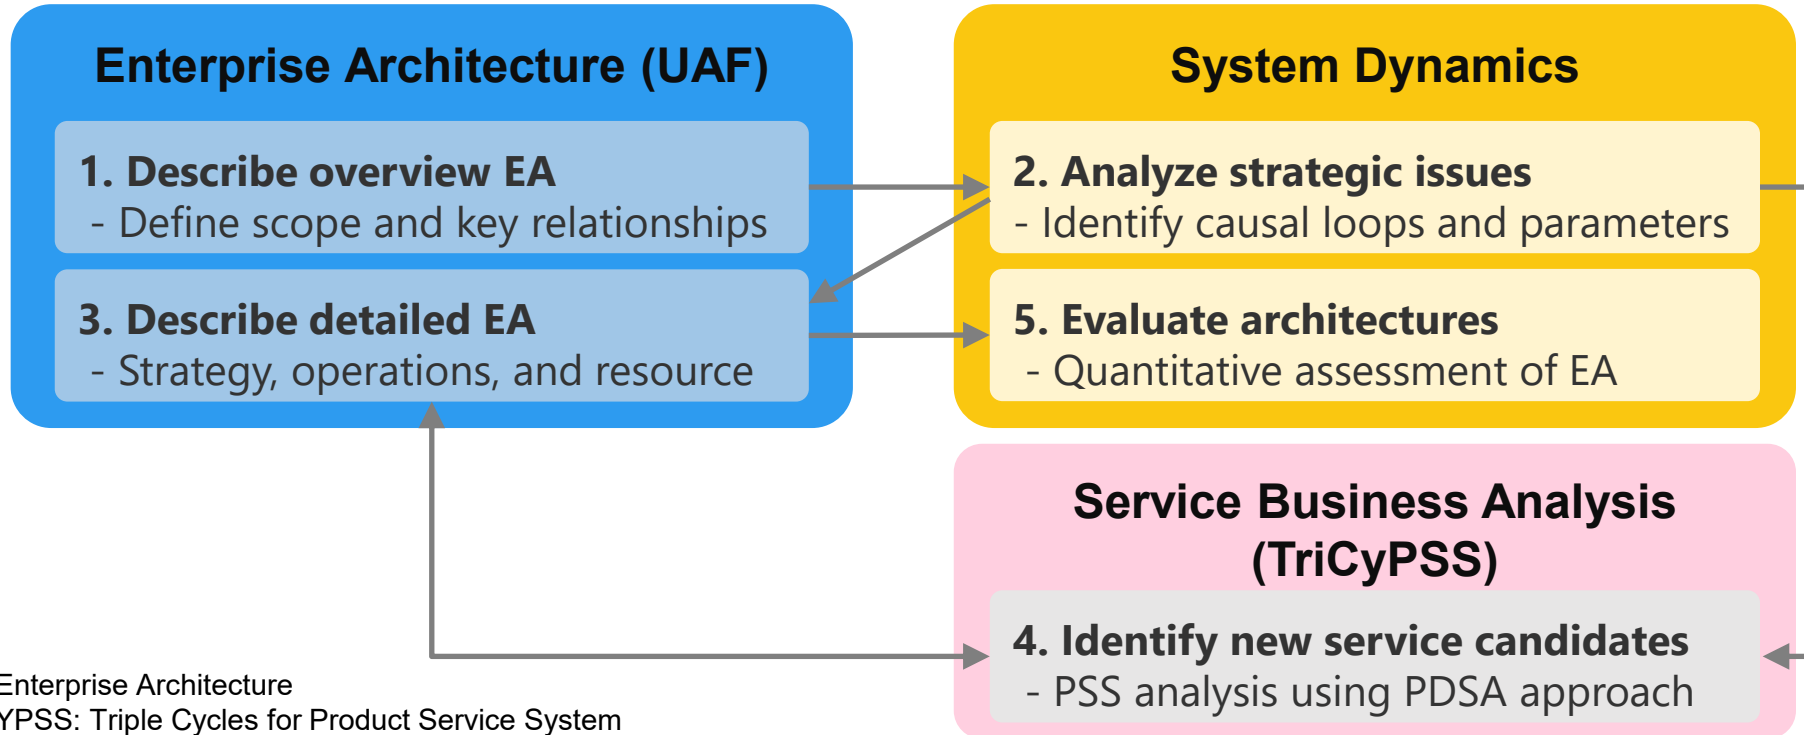 Enterprise Architecture (UAF)
1. Describe overview EA
- Define scope and key relationships
3. Describe detailed EA
- Strategy, operations, and resource
System Dynamics
2. Analyze strategic issues
- Identify causal loops and parameters
5. Evaluate architectures
- Quantitative assessment of EA
Service Business Analysis
(TriCyPSS)
4. Identify new service candidates
- PSS analysis using PDSA approach
Enterprise Architecture
YPSS: Triple Cycles for Product Service System